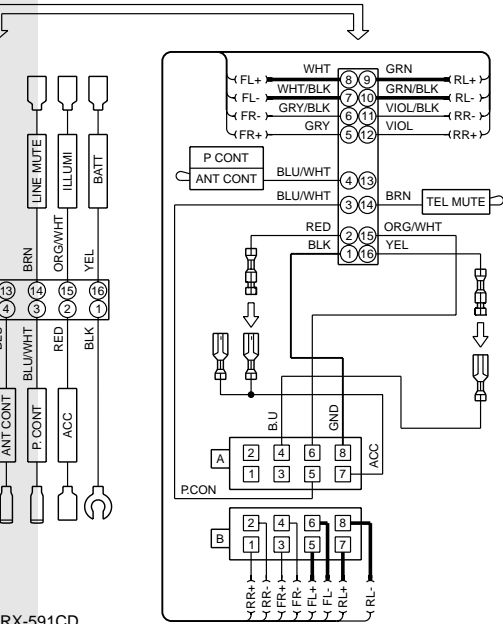 LINE MUTE
ILLUMI
BATT
BRN
ORG/WHT
YEL
13 14 15 16
4 3 2 1
BLU/WHT
RED
BLK
ANT CONT
P. CONT
ACC
RX-591CD
FL+ WHT 8 9 GRN RL+
FL- WHT/BLK 7 10 GRN/BLK RL-
FR- GRY/BLK 6 11 VIOL/BLK RR-
FR+ GRY 5 12 VIOL RR+
P CONT
ANT CONT BLU/WHT 4 13
BLU/WHT 3 14 BRN TEL MUTE
RED 2 15 ORG/WHT
BLK 1 16 YEL
B.U
GND
ACC
A 2 4 6 8
1 3 5 7
P.CON
B 2 4 6 8
1 3 5 7
RR+
RR-
FR+
FR-
FL+
FL-
RL+
RL-